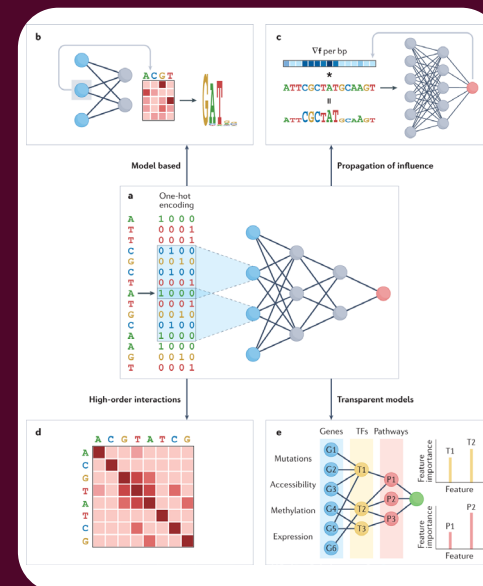 b
A C G T
GAT
c
∇f per bp
*
ATTCGCTATGCAAGT
=
ATTCGCTATGCAAGT
Model based
Propagation of influence
a
One-hot
encoding
A 1 0 0 0
T 0 0 0 1
T 0 0 0 1
C 0 1 0 0
G 0 0 1 0
C 0 1 0 0
T 0 0 0 1
A 1 0 0 0
T 0 0 0 1
G 0 0 1 0
C 0 1 0 0
A 1 0 0 0
A 1 0 0 0
G 0 0 1 0
T 0 0 0 1
High-order interactions
Transparent models
d
A C G T A T C G
A
C
G
T
A
T
C
G
e
Genes TFs Pathways
Mutations
Accessibility
Methylation
Expression
G1
G2
G3
G4
G5
G6
T1
T2
T3
P1
P2
P3
Feature
importance
T1
T2
Feature
Feature
importance
P1
P2
Feature